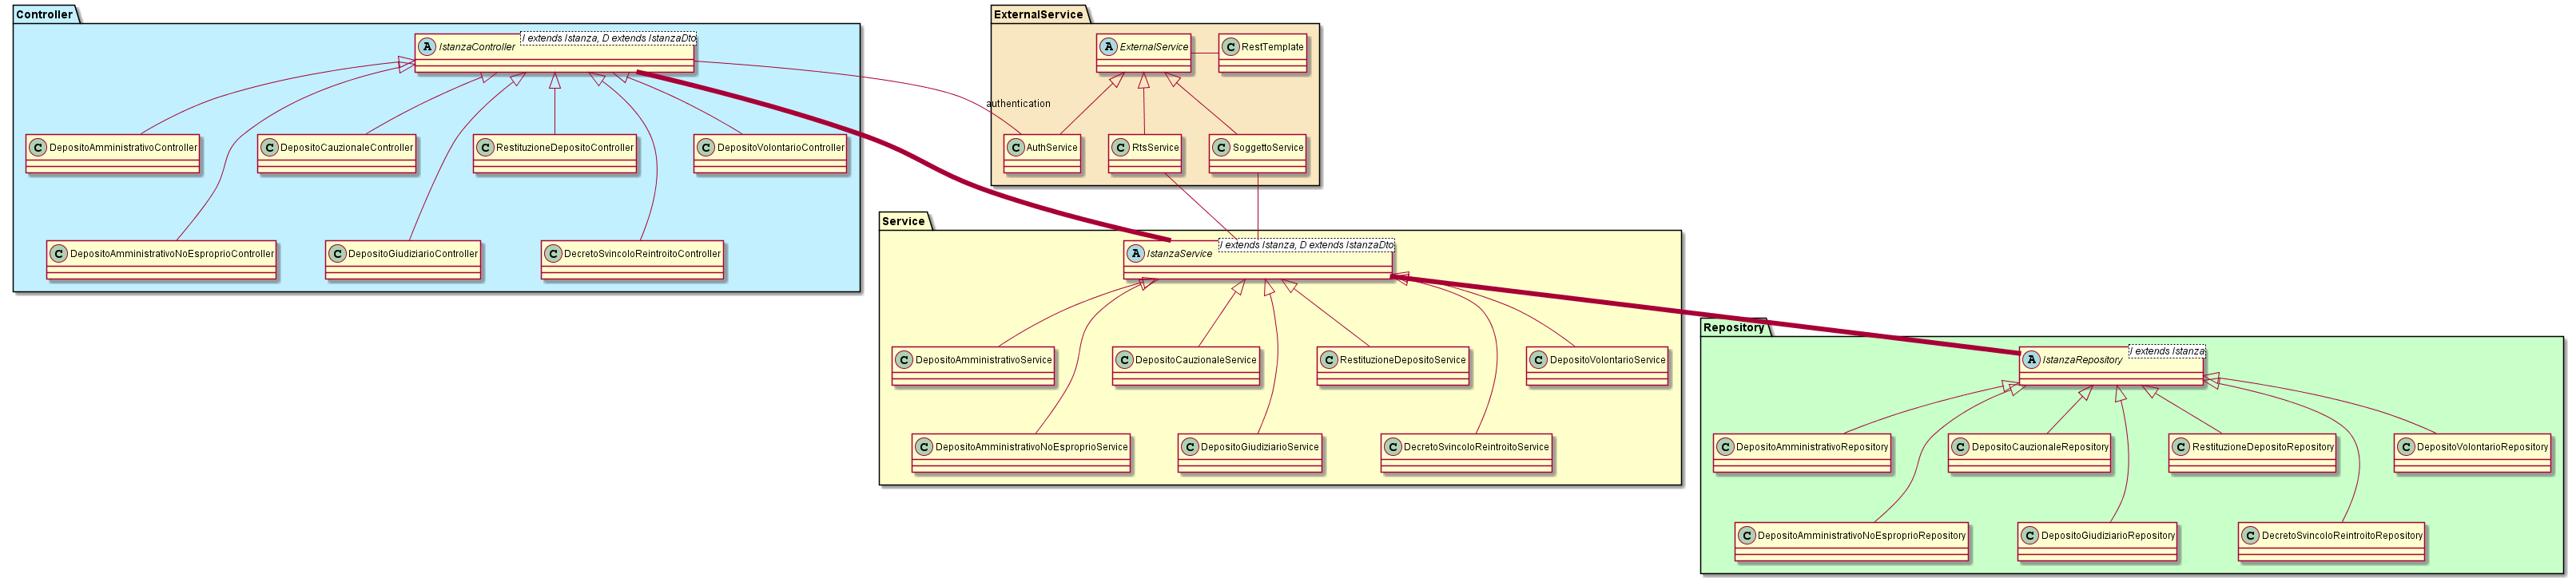 Controller
A IstanzaController
I extends Istanza, D extends IstanzaDto
C DepositoAmministrativoController
C DepositoCauzionaleController
C RestituzioneDepositoController
C DepositoVolontarioController
C DepositoAmministrativoNoEsproprioController
C DepositoGiudiziarioController
C DecretoSvincoloReintroitoController
authentication
ExternalService
A ExternalService
C RestTemplate
C AuthService
C RtsService
C SoggettoService
Service
A IstanzaService
I extends Istanza, D extends IstanzaDto
C DepositoAmministrativoService
C DepositoCauzionaleService
C RestituzioneDepositoService
C DepositoVolontarioService
C DepositoAmministrativoNoEsproprioService
C DepositoGiudiziarioService
C DecretoSvincoloReintroitoService
Repository
A IstanzaRepository
I extends Istanza
C DepositoAmministrativoRepository
C DepositoCauzionaleRepository
C RestituzioneDepositoRepository
C DepositoVolontarioRepository
C DepositoAmministrativoNoEsproprioRepository
C DepositoGiudiziarioRepository
C DecretoSvincoloReintroitoRepository